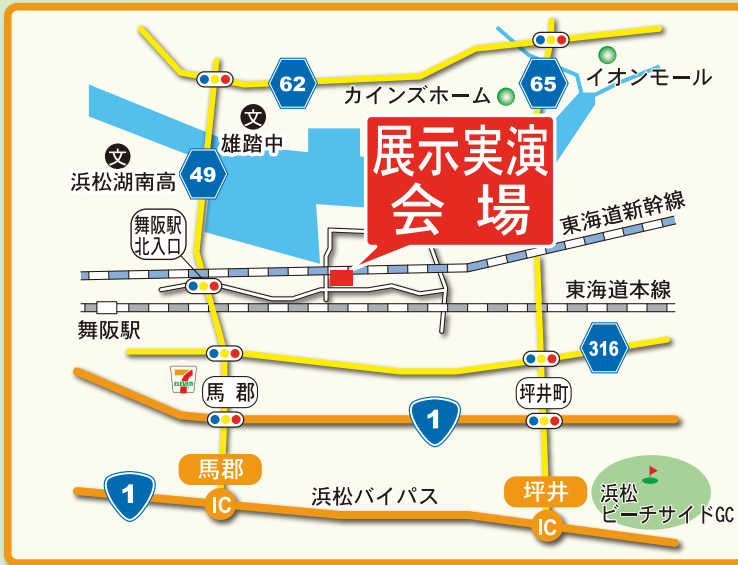 62
65
イオンモール
カインズホーム
文
雄踏中
文
浜松湖南高
49
展示実演
会場
舞阪駅
北入口
東海道新幹線
東海道本線
舞阪駅
316
7
ELEVEN
馬郡
坪井町
1
馬郡
IC
1
浜松バイパス
坪井
IC
浜松
ビーチサイドGC